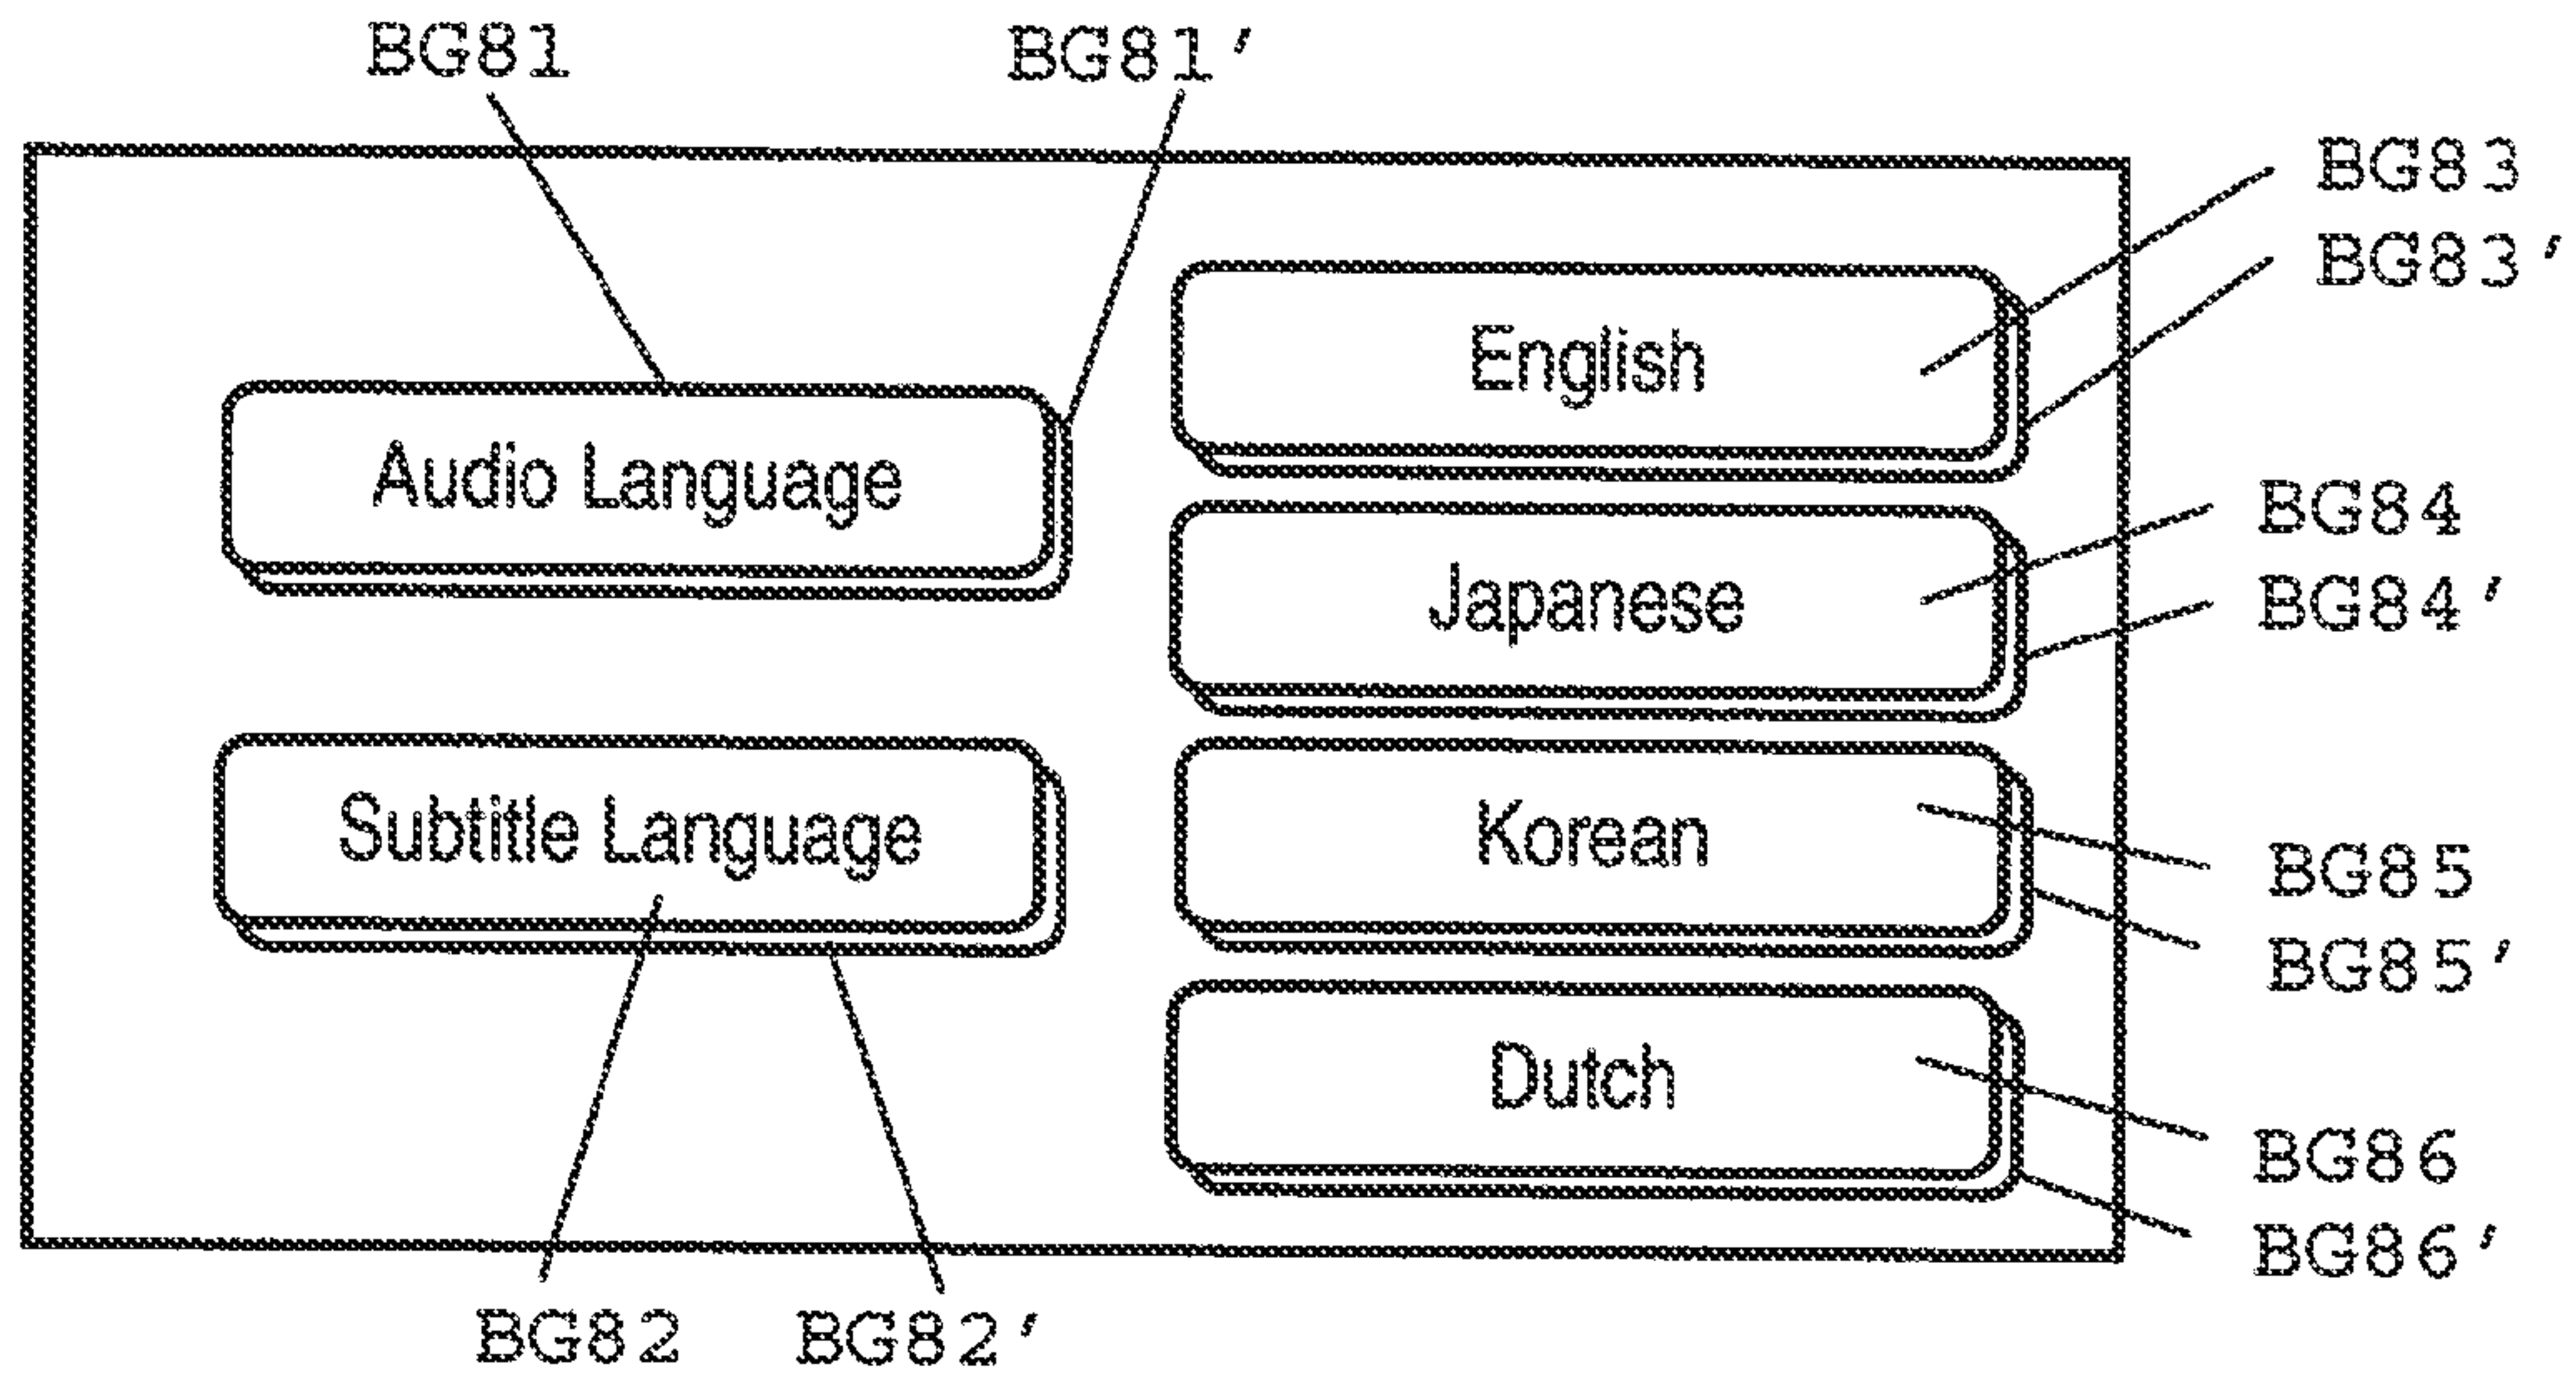 BG81 BG81'
BG83
BG83'
English
Audio Language
BG84
Japanese
BG84'
Subtitle Language
Korean
BG85
BG85'
Dutch
BG86
BG86'
BG82 BG82'